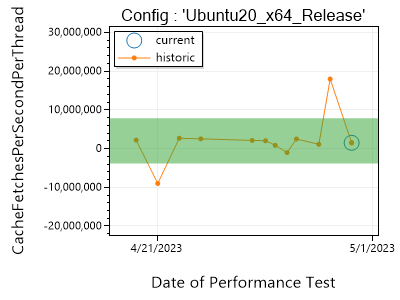 Config : 'Ubuntu20_x64_Release'
current
historic
30,000,000
20,000,000
10,000,000
0
-10,000,000
-20,000,000
CacheFetchesPerSecondPerThread
4/21/2023
5/1/2023
Date of Performance Test